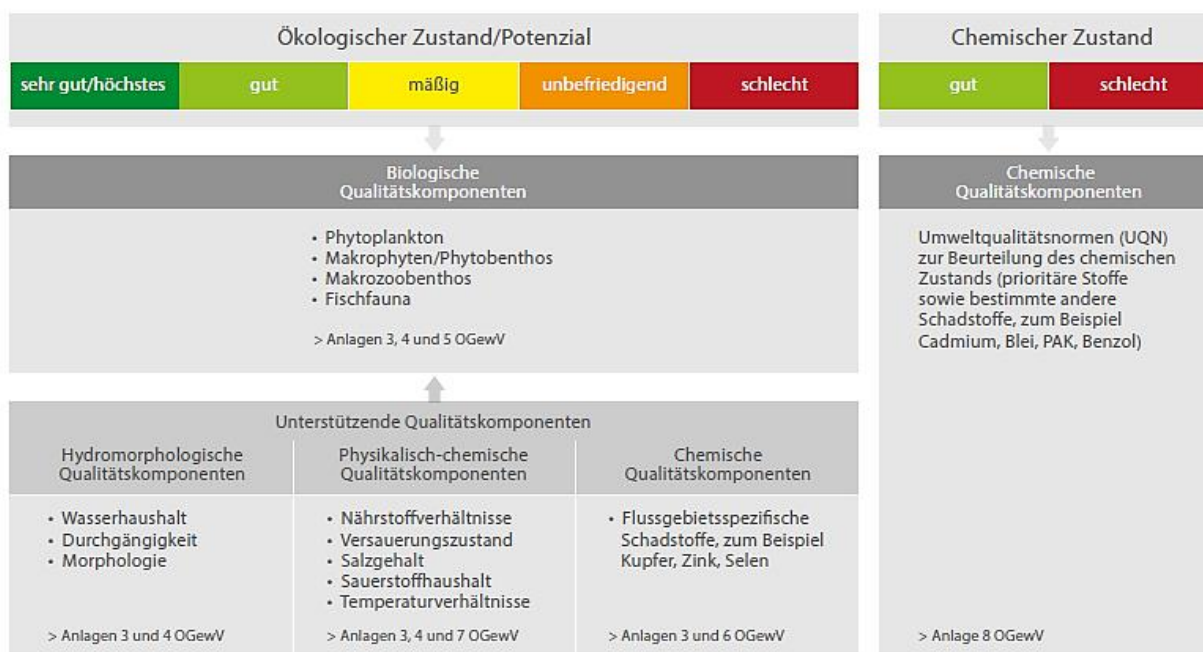 Ökologischer Zustand/Potenzial
sehr gut/höchstes
gut
mäßig
unbefriedigend
schlecht
Biologische
Qualitätskomponenten
• Phytoplankton
• Makrophyten/Phytobenthos
• Makrozoobenthos
• Fischfauna
> Anlagen 3, 4 und 5 OGewV
Unterstützende Qualitätskomponenten
Hydromorphologische
Qualitätskomponenten
• Wasserhaushalt
• Durchgängigkeit
• Morphologie
> Anlagen 3 und 4 OGewV
Physikalisch-chemische
Qualitätskomponenten
• Nährstoffverhältnisse
• Versauerungszustand
• Salzgehalt
• Sauerstoffhaushalt
• Temperaturverhältnisse
> Anlagen 3, 4 und 7 OGewV
Chemische
Qualitätskomponenten
• Flussgebietsspezifische
Schadstoffe, zum Beispiel
Kupfer, Zink, Selen
> Anlagen 3 und 6 OGewV
Chemischer Zustand
gut
schlecht
Chemische
Qualitätskomponenten
Umweltqualitätsnormen (UQN)
zur Beurteilung des chemischen
Zustands (prioritäre Stoffe
sowie bestimmte andere
Schadstoffe, zum Beispiel
Cadmium, Blei, PAK, Benzol)
> Anlage 8 OGewV